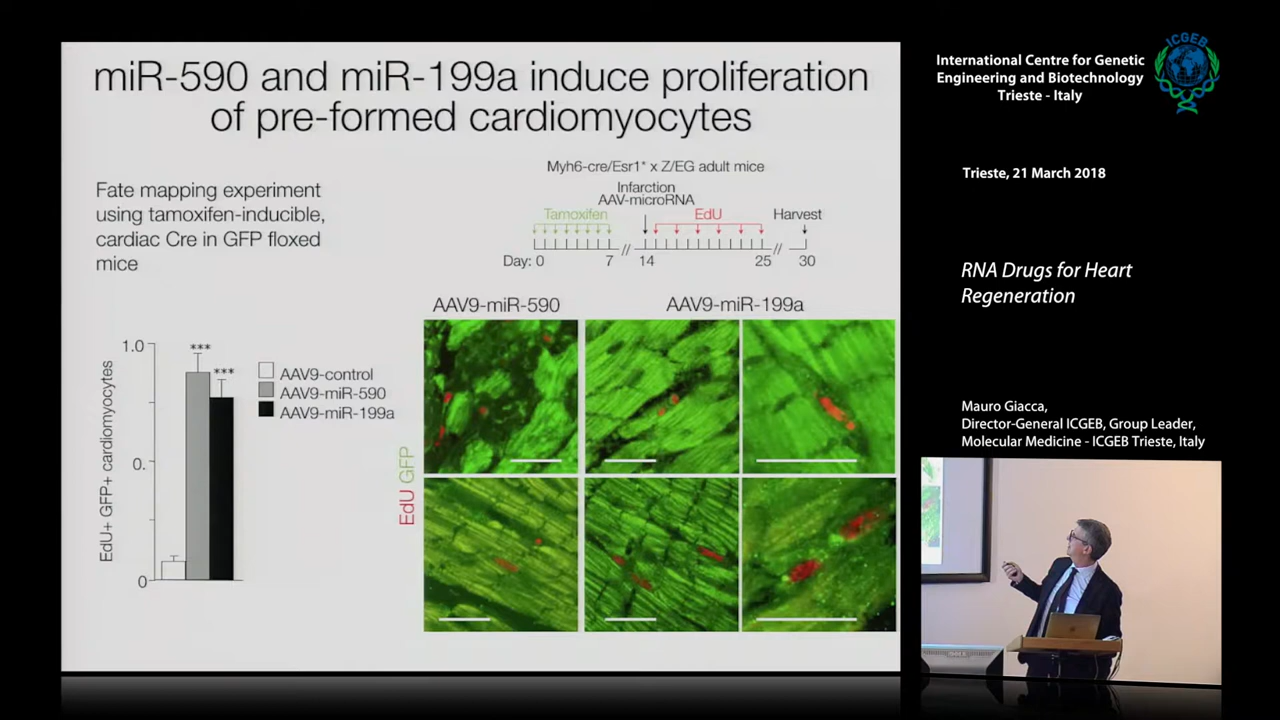 miR-590 and miR-199a induce proliferation
of pre-formed cardiomyocytes
Fate mapping experiment
using tamoxifen-inducible,
cardiac Cre in GFP floxed
mice
Myh6-cre/Esr1* x Z/EG adult mice
Infarction
AAV-microRNA
Tamoxifen
EdU
Harvest
Day: 0 7 // 14 25 // 30
AAV9-miR-590
AAV9-miR-199a
EdU GFP
EdU+ GFP+ cardiomyocytes
1.0
0.
0
***
***
AAV9-control
AAV9-miR-590
AAV9-miR-199a
ICGEB
International Centre for Genetic
Engineering and Biotechnology
Trieste - Italy
Trieste, 21 March 2018
RNA Drugs for Heart
Regeneration
Mauro Giacca,
Director-General ICGEB, Group Leader,
Molecular Medicine - ICGEB Trieste, Italy